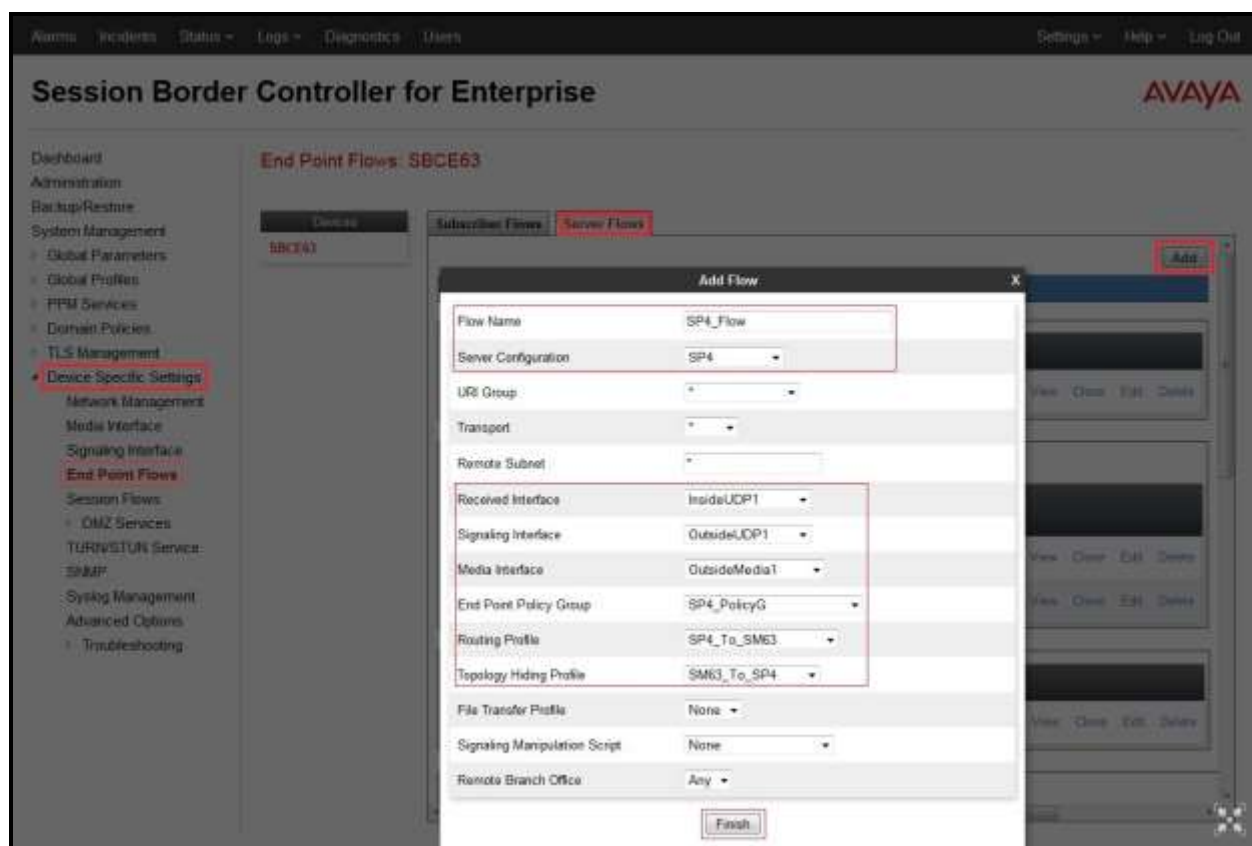 Alarms Incidents Status Logs Diagnostics Users Settings Help Log Out
Session Border Controller for Enterprise
AVAYA
Dashboard
Administration
Backup/Restore
System Management
Global Parameters
Global Profiles
PPM Services
Domain Policies
TLS Management
Device Specific Settings
Network Management
Media Interface
Signaling Interface
End Point Flows
Session Flows
DMZ Services
TURN/STUN Service
SNMP
Syslog Management
Advanced Options
Troubleshooting
End Point Flows: SBCE63
Devices
SBCE63
Subscriber Flows Server Flows
Add
Add Flow X
Flow Name SP4_Flow
Server Configuration SP4
URI Group *
Transport *
Remote Subnet *
Received Interface InsideUDP1
Signaling Interface OutsideUDP1
Media Interface OutsideMedia1
End Point Policy Group SP4_PolicyG
Routing Profile SP4_To_SM63
Topology Hiding Profile SM63_To_SP4
File Transfer Profile None
Signaling Manipulation Script None
Remote Branch Office Any
Finish
View Clone Edit Delete
View Clone Edit Delete
View Clone Edit Delete
View Clone Edit Delete